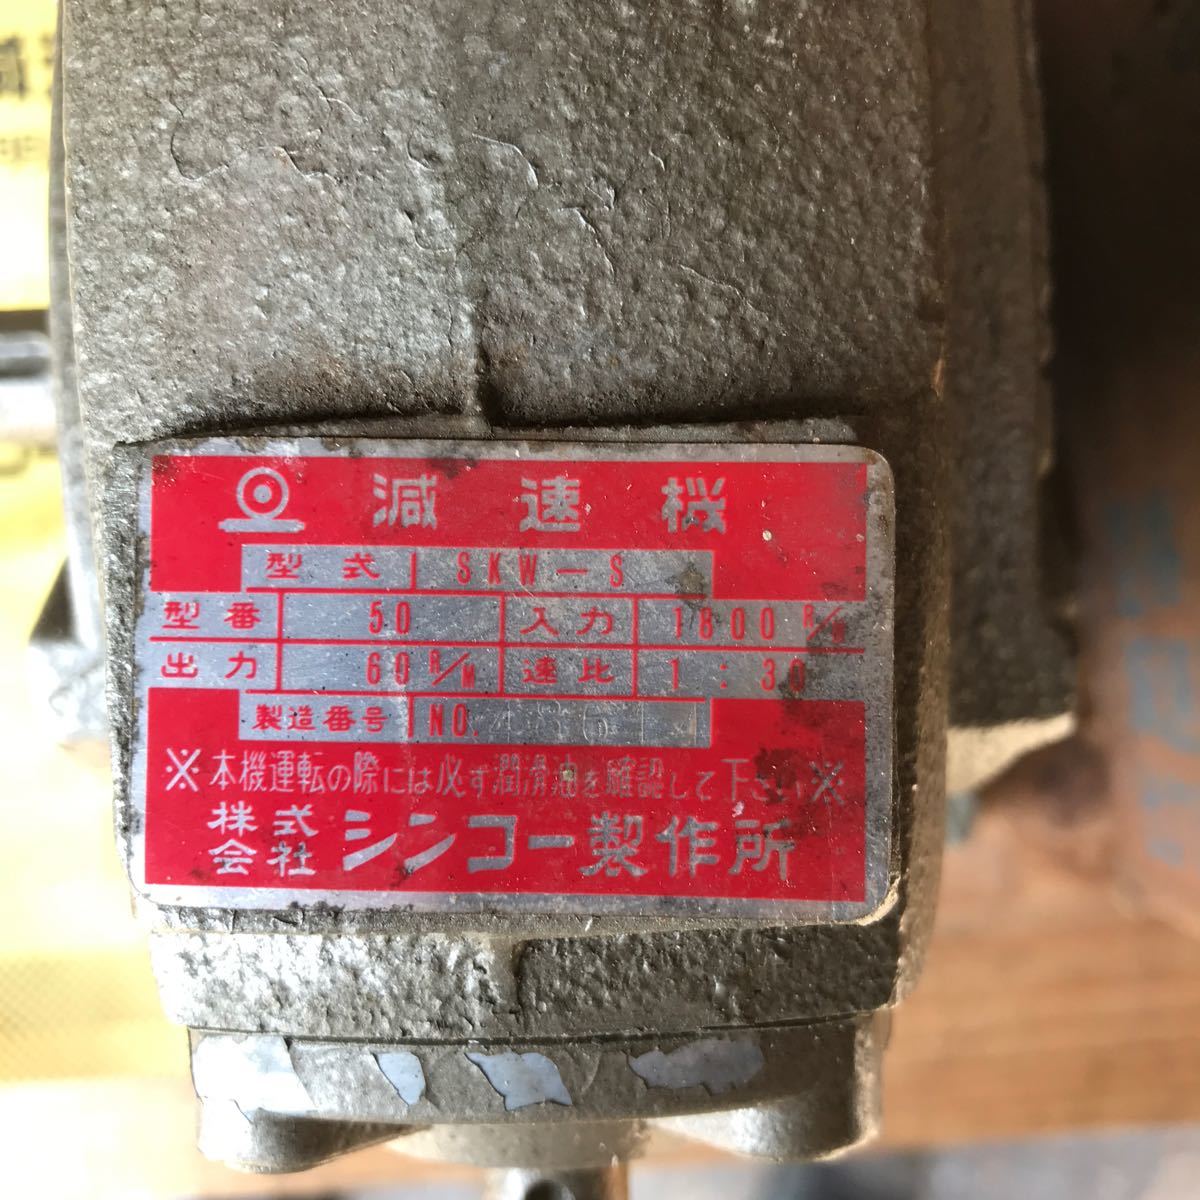 減速機
型式 SKW-S
型番 50 入力 1800 R/M
出力 60 R/M 速比 1:30
製造番号 NO.
※本機運転の際には必ず潤滑油を確認して下さい※
株式会社 シンコー製作所